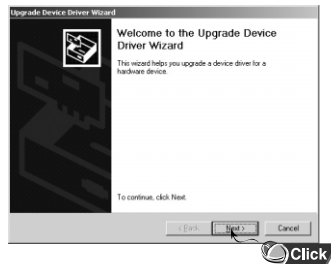 Upgrade Device Driver Wizard
Welcome to the Upgrade Device
Driver Wizard
This wizard helps you upgrade a device driver for a
hardware device.
To continue, click Next.
< Back
Next >
Cancel
Click